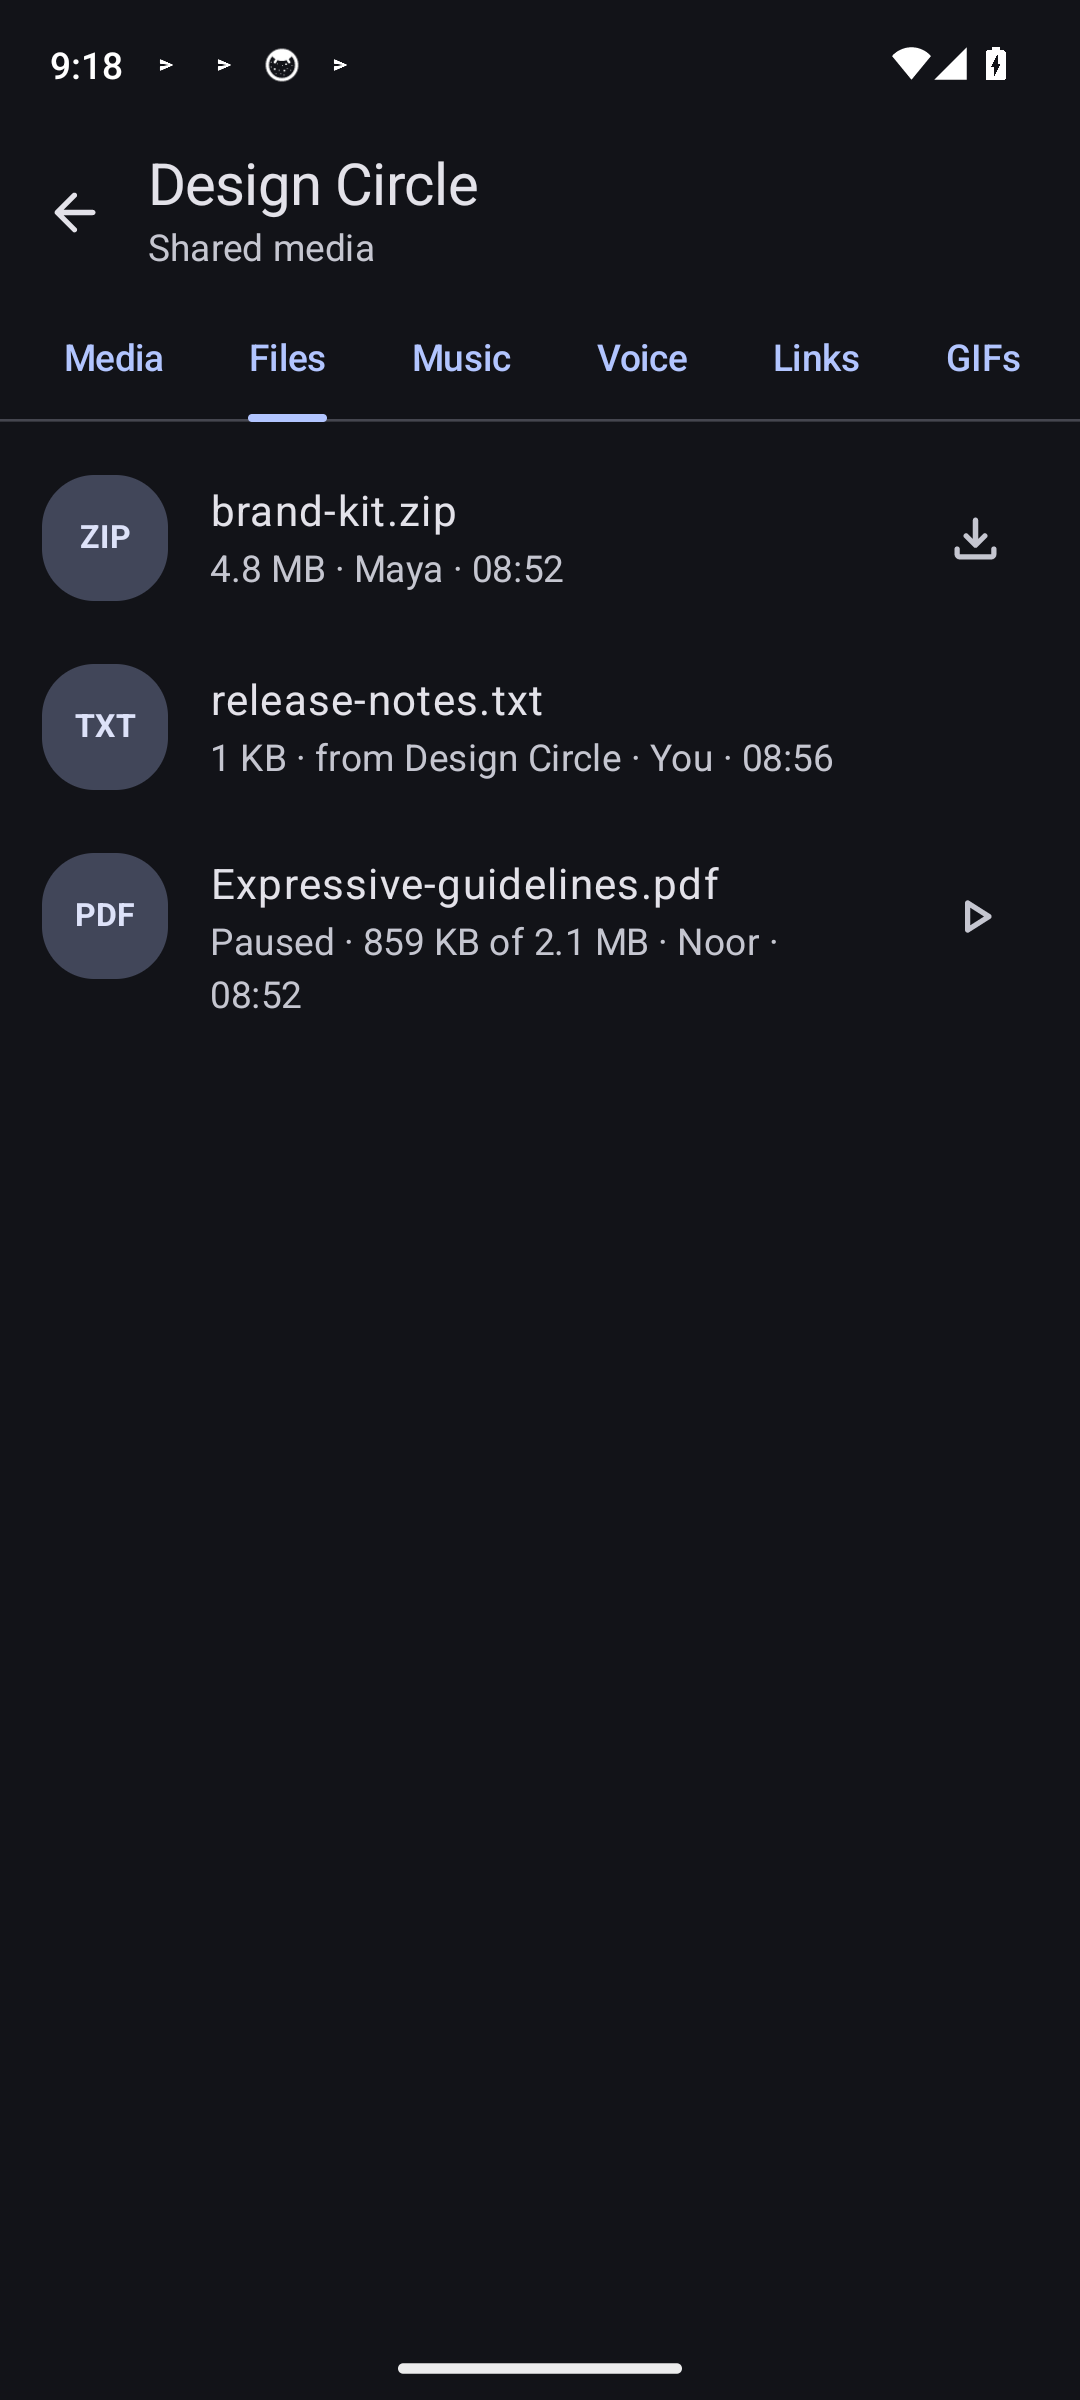 9:18
Design Circle
Shared media
Media Files Music Voice Links GIFs
ZIP
brand-kit.zip
4.8 MB · Maya · 08:52
TXT
release-notes.txt
1 KB · from Design Circle · You · 08:56
PDF
Expressive-guidelines.pdf
Paused · 859 KB of 2.1 MB · Noor ·
08:52